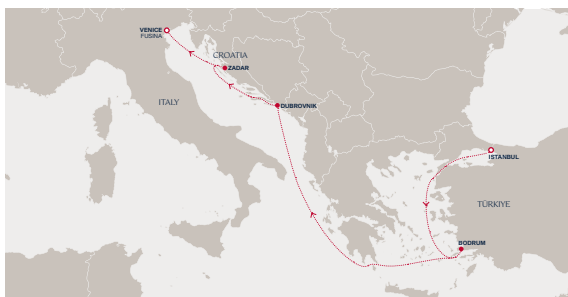 VENICE
FUSINA
CROATIA
ZADAR
ITALY
DUBROVNIK
ISTANBUL
TÜRKIYE
BODRUM